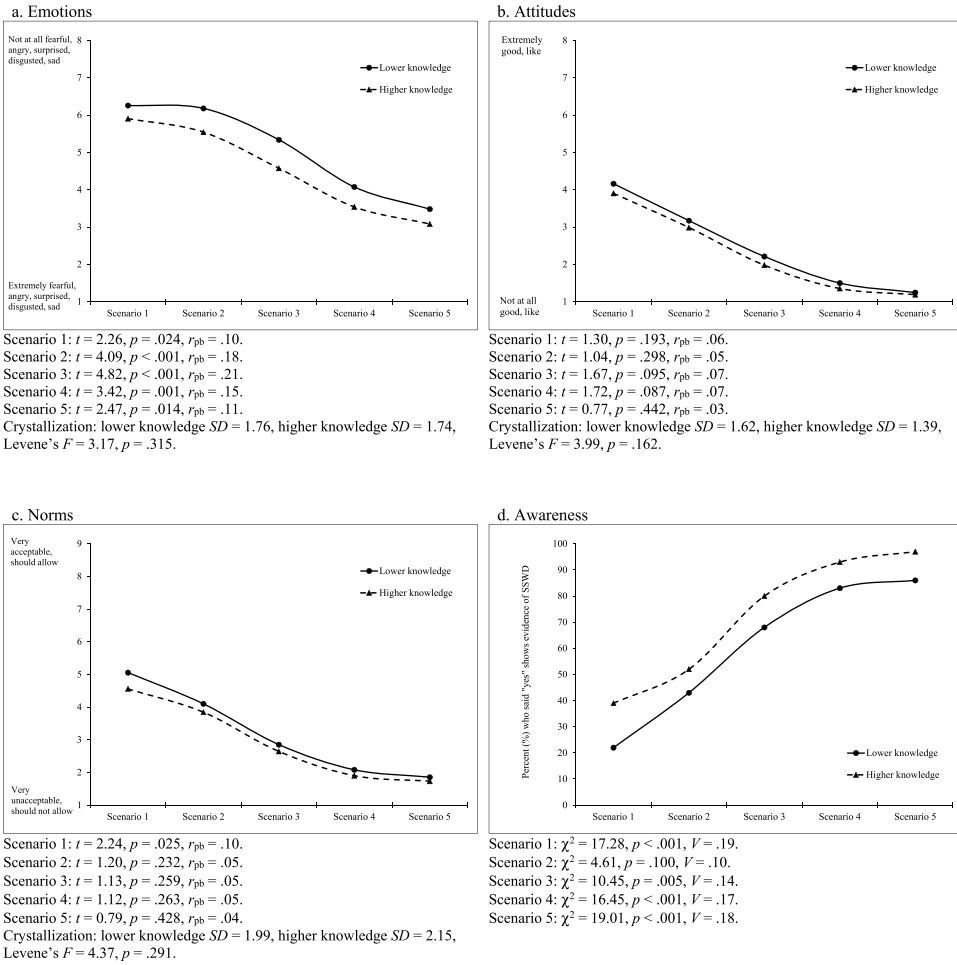 a. Emotions
Not at all fearful,
angry, surprised,
disgusted, sad
8
7
6
5
4
3
2
1
Extremely fearful,
angry, surprised,
disgusted, sad
Lower knowledge
Higher knowledge
Scenario 1 Scenario 2 Scenario 3 Scenario 4 Scenario 5
Scenario 1: t = 2.26, p = .024, rpb = .10.
Scenario 2: t = 4.09, p < .001, rpb = .18.
Scenario 3: t = 4.82, p < .001, rpb = .21.
Scenario 4: t = 3.42, p = .001, rpb = .15.
Scenario 5: t = 2.47, p = .014, rpb = .11.
Crystallization: lower knowledge SD = 1.76, higher knowledge SD = 1.74,
Levene's F = 3.17, p = .315.
b. Attitudes
Extremely
good, like
8
7
6
5
4
3
2
1
Not at all
good, like
Lower knowledge
Higher knowledge
Scenario 1 Scenario 2 Scenario 3 Scenario 4 Scenario 5
Scenario 1: t = 1.30, p = .193, rpb = .06.
Scenario 2: t = 1.04, p = .298, rpb = .05.
Scenario 3: t = 1.67, p = .095, rpb = .07.
Scenario 4: t = 1.72, p = .087, rpb = .07.
Scenario 5: t = 0.77, p = .442, rpb = .03.
Crystallization: lower knowledge SD = 1.62, higher knowledge SD = 1.39,
Levene's F = 3.99, p = .162.
c. Norms
Very
acceptable,
should allow
9
8
7
6
5
4
3
2
1
Very
unacceptable,
should not allow
Lower knowledge
Higher knowledge
Scenario 1 Scenario 2 Scenario 3 Scenario 4 Scenario 5
Scenario 1: t = 2.24, p = .025, rpb = .10.
Scenario 2: t = 1.20, p = .232, rpb = .05.
Scenario 3: t = 1.13, p = .259, rpb = .05.
Scenario 4: t = 1.12, p = .263, rpb = .05.
Scenario 5: t = 0.79, p = .428, rpb = .04.
Crystallization: lower knowledge SD = 1.99, higher knowledge SD = 2.15,
Levene's F = 4.37, p = .291.
d. Awareness
Percent (%) who said "yes" shows evidence of SSWD
100
90
80
70
60
50
40
30
20
10
0
Lower knowledge
Higher knowledge
Scenario 1 Scenario 2 Scenario 3 Scenario 4 Scenario 5
Scenario 1: χ² = 17.28, p < .001, V = .19.
Scenario 2: χ² = 4.61, p = .100, V = .10.
Scenario 3: χ² = 10.45, p = .005, V = .14.
Scenario 4: χ² = 16.45, p < .001, V = .17.
Scenario 5: χ² = 19.01, p < .001, V = .18.